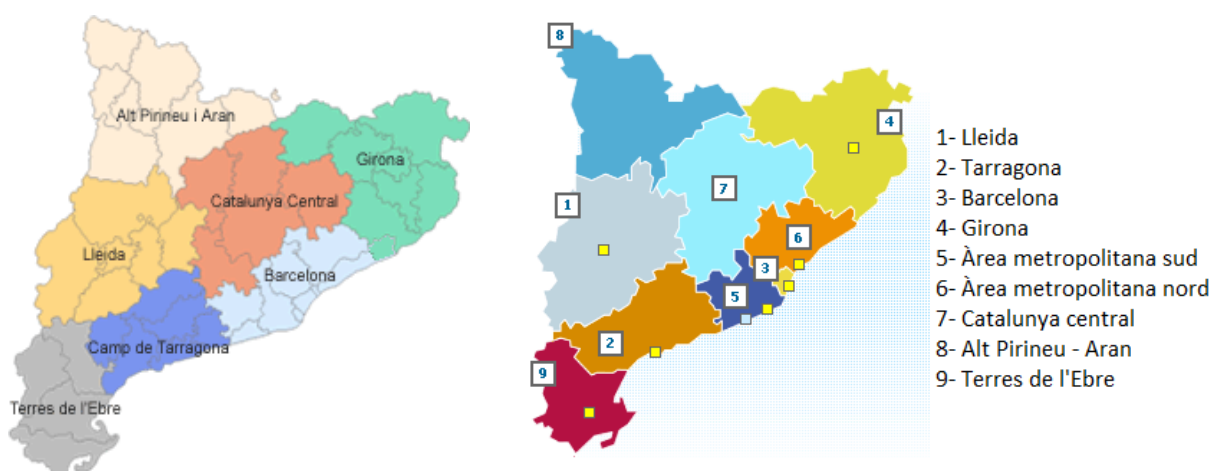 Alt Pirineu i Aran
Girona
Catalunya Central
Lleida
Barcelona
Camp de Tarragona
Terres de l'Ebre
8
4
7
1
6
3
5
2
9
1- Lleida
2- Tarragona
3- Barcelona
4- Girona
5- Àrea metropolitana sud
6- Àrea metropolitana nord
7- Catalunya central
8- Alt Pirineu - Aran
9- Terres de l'Ebre